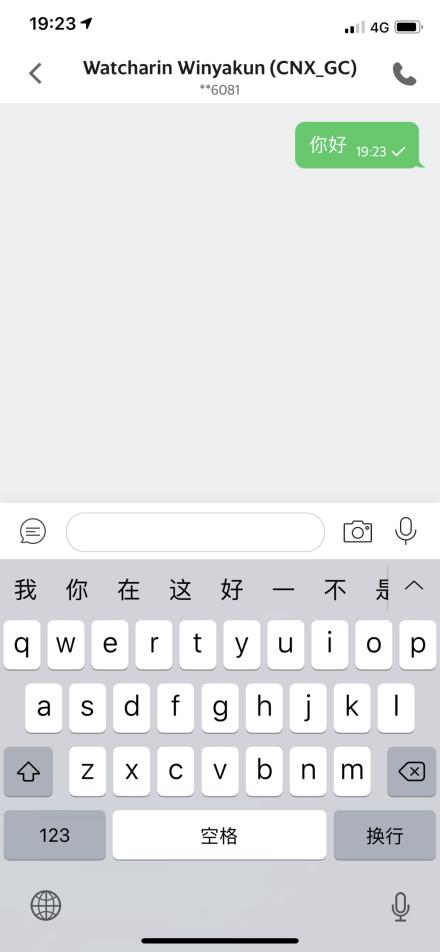 19:23
4G
Watcharin Winyakun (CNX_GC)
**6081
你好 19:23
我 你 在 这 好 一 不 是
q w e r t y u i o p
a s d f g h j k l
z x c v b n m
123 空格 换行